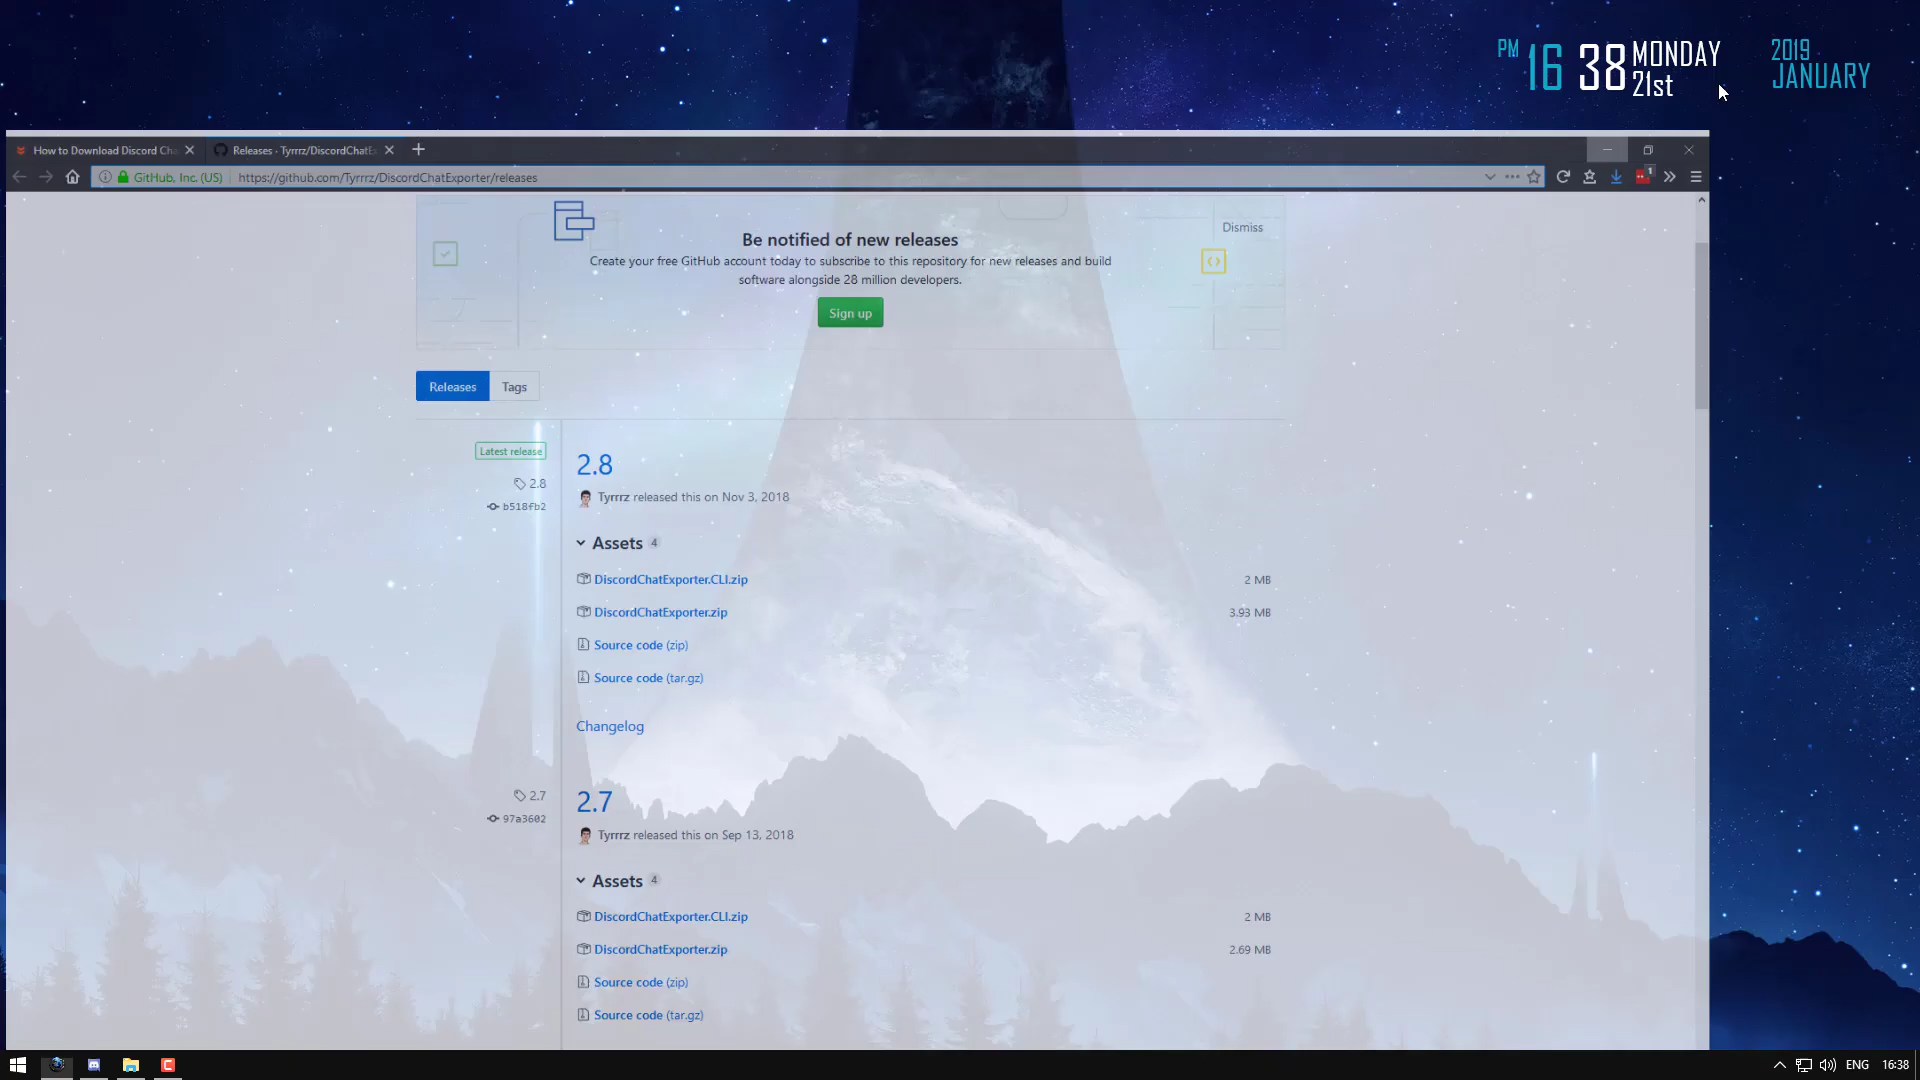 PM 16 38 MONDAY 21st 2019 JANUARY
How to Download Discord Cha
Releases · Tyrrrz/DiscordChatEx
GitHub, Inc. (US) https://github.com/Tyrrrz/DiscordChatExporter/releases
1
Dismiss
Be notified of new releases
Create your free GitHub account today to subscribe to this repository for new releases and build
software alongside 28 million developers.
Sign up
Releases Tags
Latest release
2.8
2.8
b518fb2
Tyrrrz released this on Nov 3, 2018
Assets 4
DiscordChatExporter.CLI.zip 2 MB
DiscordChatExporter.zip 3.93 MB
Source code (zip)
Source code (tar.gz)
Changelog
2.7
2.7
97a3602
Tyrrrz released this on Sep 13, 2018
Assets 4
DiscordChatExporter.CLI.zip 2 MB
DiscordChatExporter.zip 2.69 MB
Source code (zip)
Source code (tar.gz)
ENG 16:38